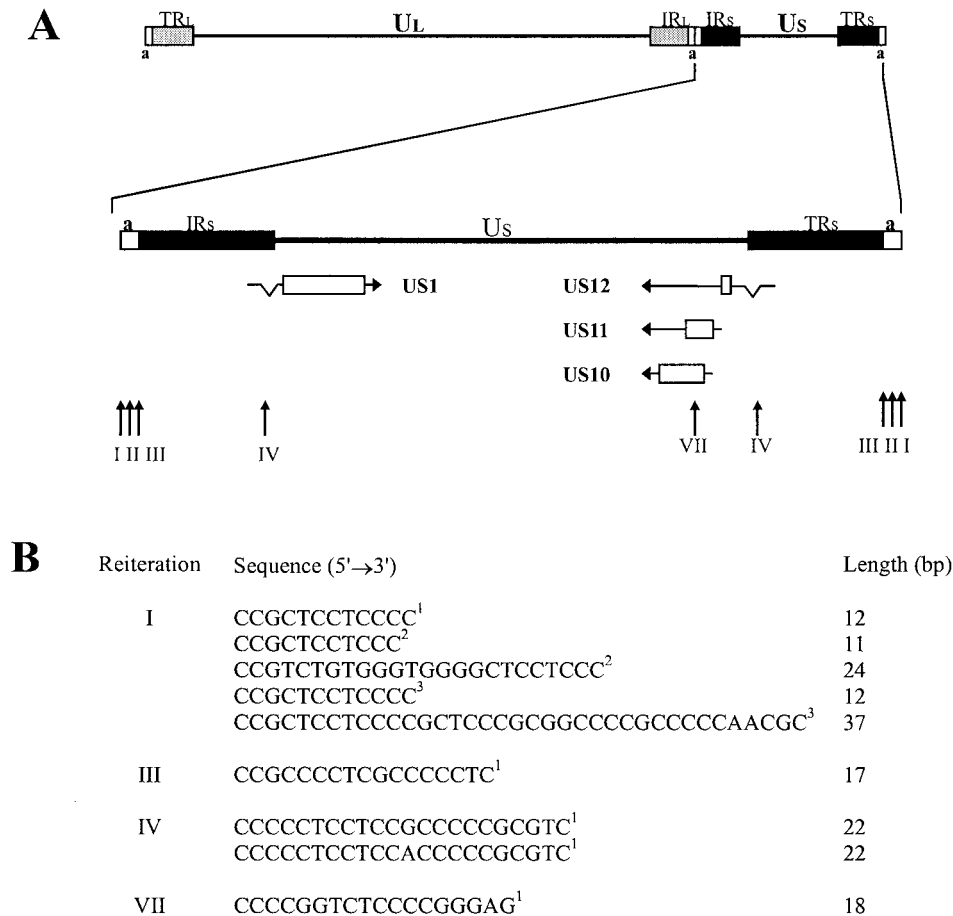 A
TRL UL IRL IRs Us TRs
a a a
a IRs Us TRs a
US1 US12
US11
US10
I II III IV VII IV III II I
B Reiteration Sequence (5'→3') Length (bp)
I CCGCTCCTCCCC1 12
CCGCTCCTCCC2 11
CCGTCTGTGGGTGGGGCTCCTCCC2 24
CCGCTCCTCCCC3 12
CCGCTCCTCCCCGCTCCCGCGGCCCCGCCCCCAACGC3 37
III CCGCCCCTCGCCCCCTC1 17
IV CCCCCTCCTCCGCCCCCGCGTC1 22
CCCCCTCCTCCACCCCCGCGTC1 22
VII CCCCGGTCTCCCCGGGAG1 18